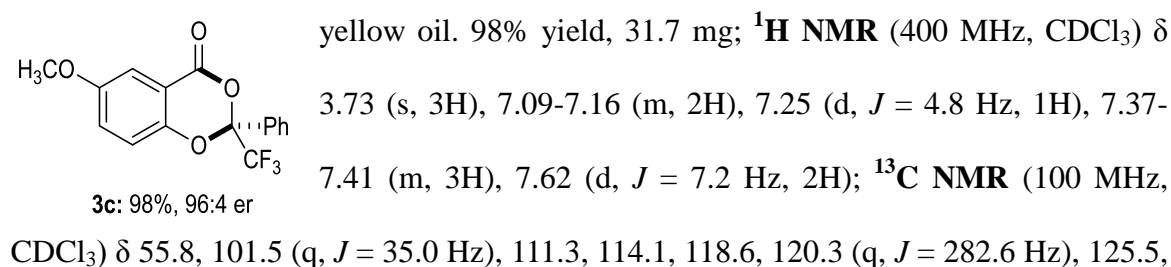 yellow oil. 98% yield, 31.7 mg; ¹H NMR (400 MHz, CDCl₃) δ
3.73 (s, 3H), 7.09-7.16 (m, 2H), 7.25 (d, J = 4.8 Hz, 1H), 7.37-
7.41 (m, 3H), 7.62 (d, J = 7.2 Hz, 2H); ¹³C NMR (100 MHz,
CDCl₃) δ 55.8, 101.5 (q, J = 35.0 Hz), 111.3, 114.1, 118.6, 120.3 (q, J = 282.6 Hz), 125.5,
O
H₃CO
O
Ph
O
CF₃
3c: 98%, 96:4 er